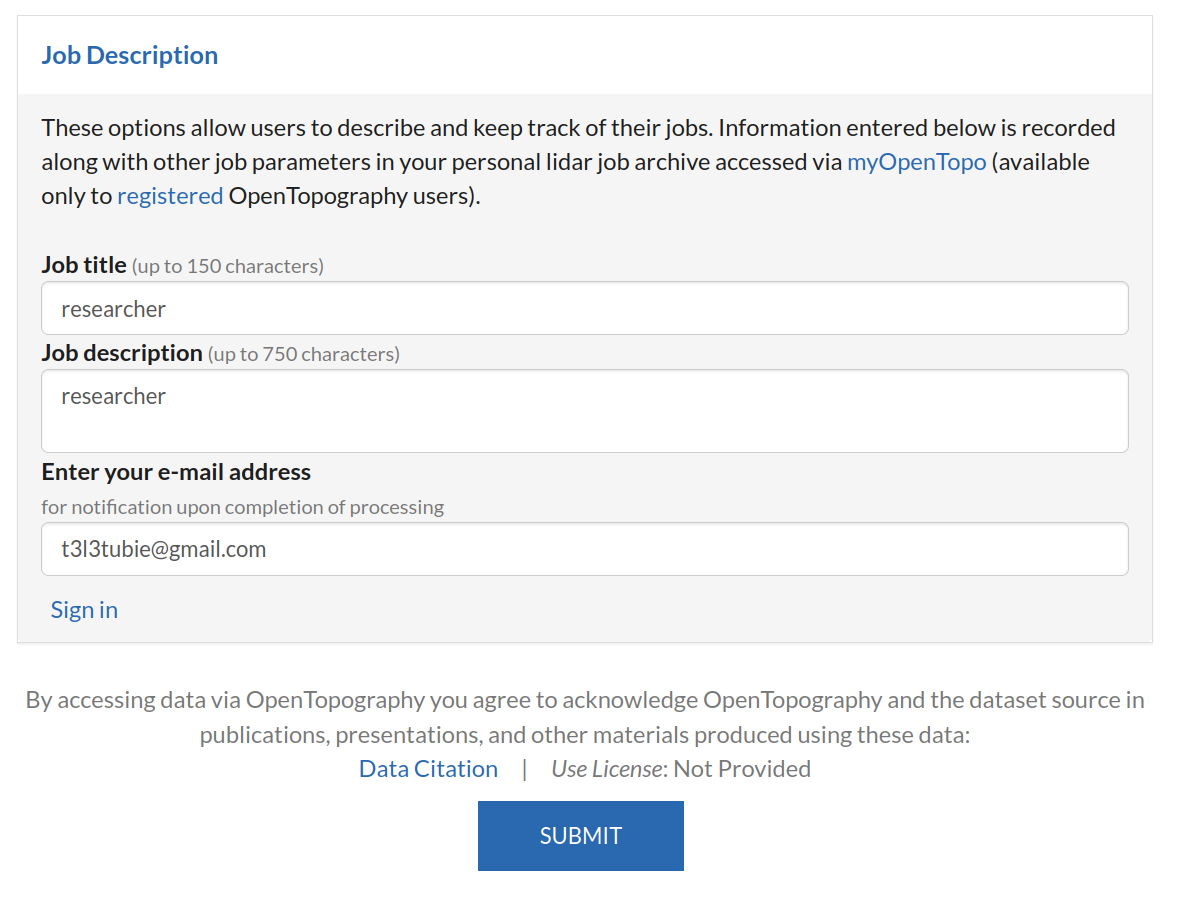 Job Description
These options allow users to describe and keep track of their jobs. Information entered below is recorded
along with other job parameters in your personal lidar job archive accessed via myOpenTopo (available
only to registered OpenTopography users).
Job title (up to 150 characters)
researcher
Job description (up to 750 characters)
researcher
Enter your e-mail address
for notification upon completion of processing
t3l3tubie@gmail.com
Sign in
By accessing data via OpenTopography you agree to acknowledge OpenTopography and the dataset source in
publications, presentations, and other materials produced using these data:
Data Citation | Use License: Not Provided
SUBMIT